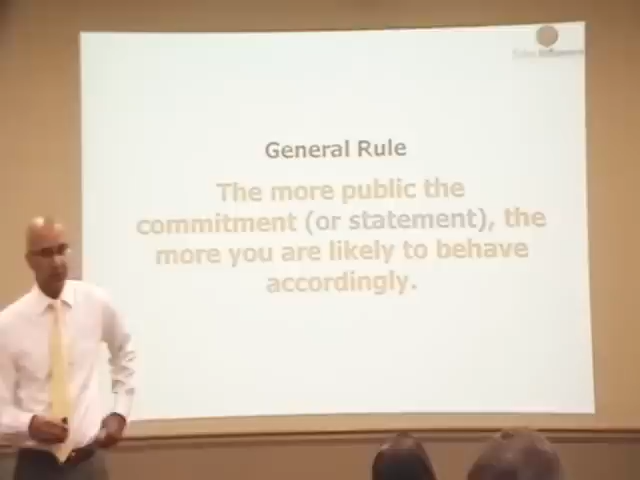 General Rule
The more public the
commitment (or statement), the
more you are likely to behave
accordingly.